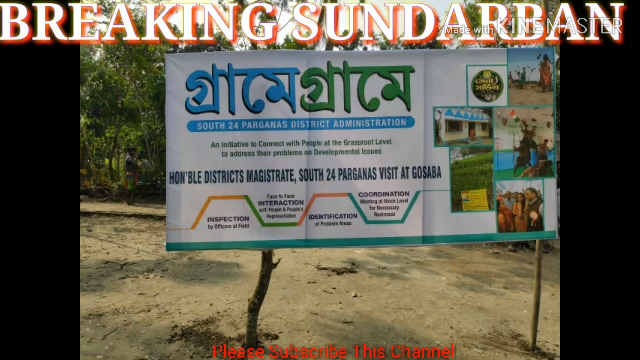 BREAKING SUNDARBAN
Made with KINEMASTER
গ্রামে গ্রামে
SOUTH 24 PARGANAS DISTRICT ADMINISTRATION
An Initiative to Connect with People at the Grassroot Level
to address their problems on Developmental Issues
HON'BLE DISTRICTS MAGISTRATE, SOUTH 24 PARGANAS VISIT AT GOSABA
INSPECTION
by Officers at Field
Face to Face
INTERACTION
with People & People's
Representative
IDENTIFICATION
of Problem Areas
COORDINATION
Meeting at Block Level
for Necessary
Redressal
Please Subscribe This Channel